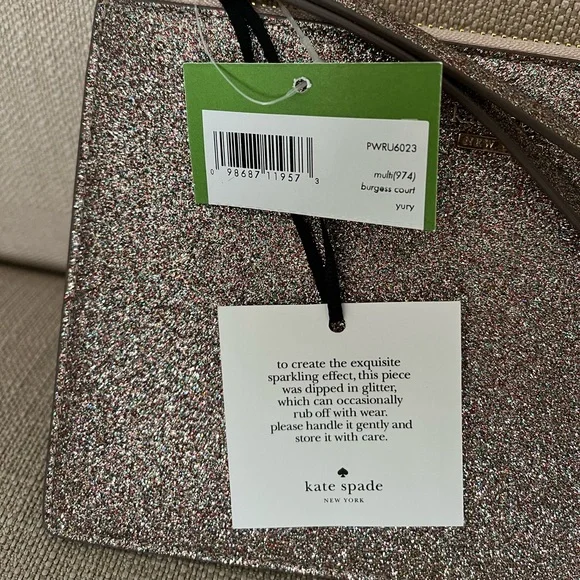 PWRU6023
0 98687 11957 3
multi(974)
burgess court
yury
to create the exquisite
sparkling effect, this piece
was dipped in glitter,
which can occasionally
rub off with wear.
please handle it gently and
store it with care.
kate spade
NEW YORK